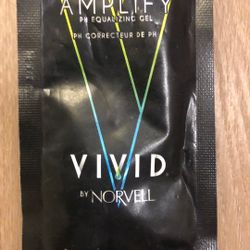 AMPLIFY
PH EQUALIZING GEL
PH CORRECTEUR DE PH
VIVID
BY NORVELL